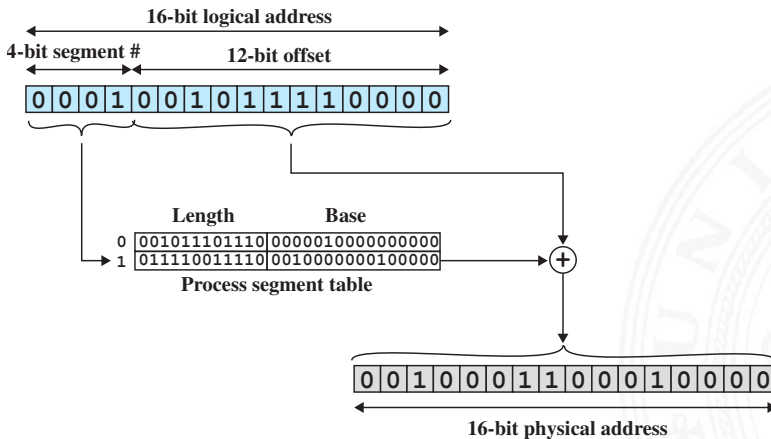 16-bit logical address
4-bit segment # 12-bit offset
0 0 0 1 0 0 1 0 1 1 1 1 0 0 0 0
Length Base
0 001011101110 0000010000000000
1 011110011110 0010000000100000
+
Process segment table
0 0 1 0 0 0 1 1 0 0 0 1 0 0 0 0
16-bit physical address